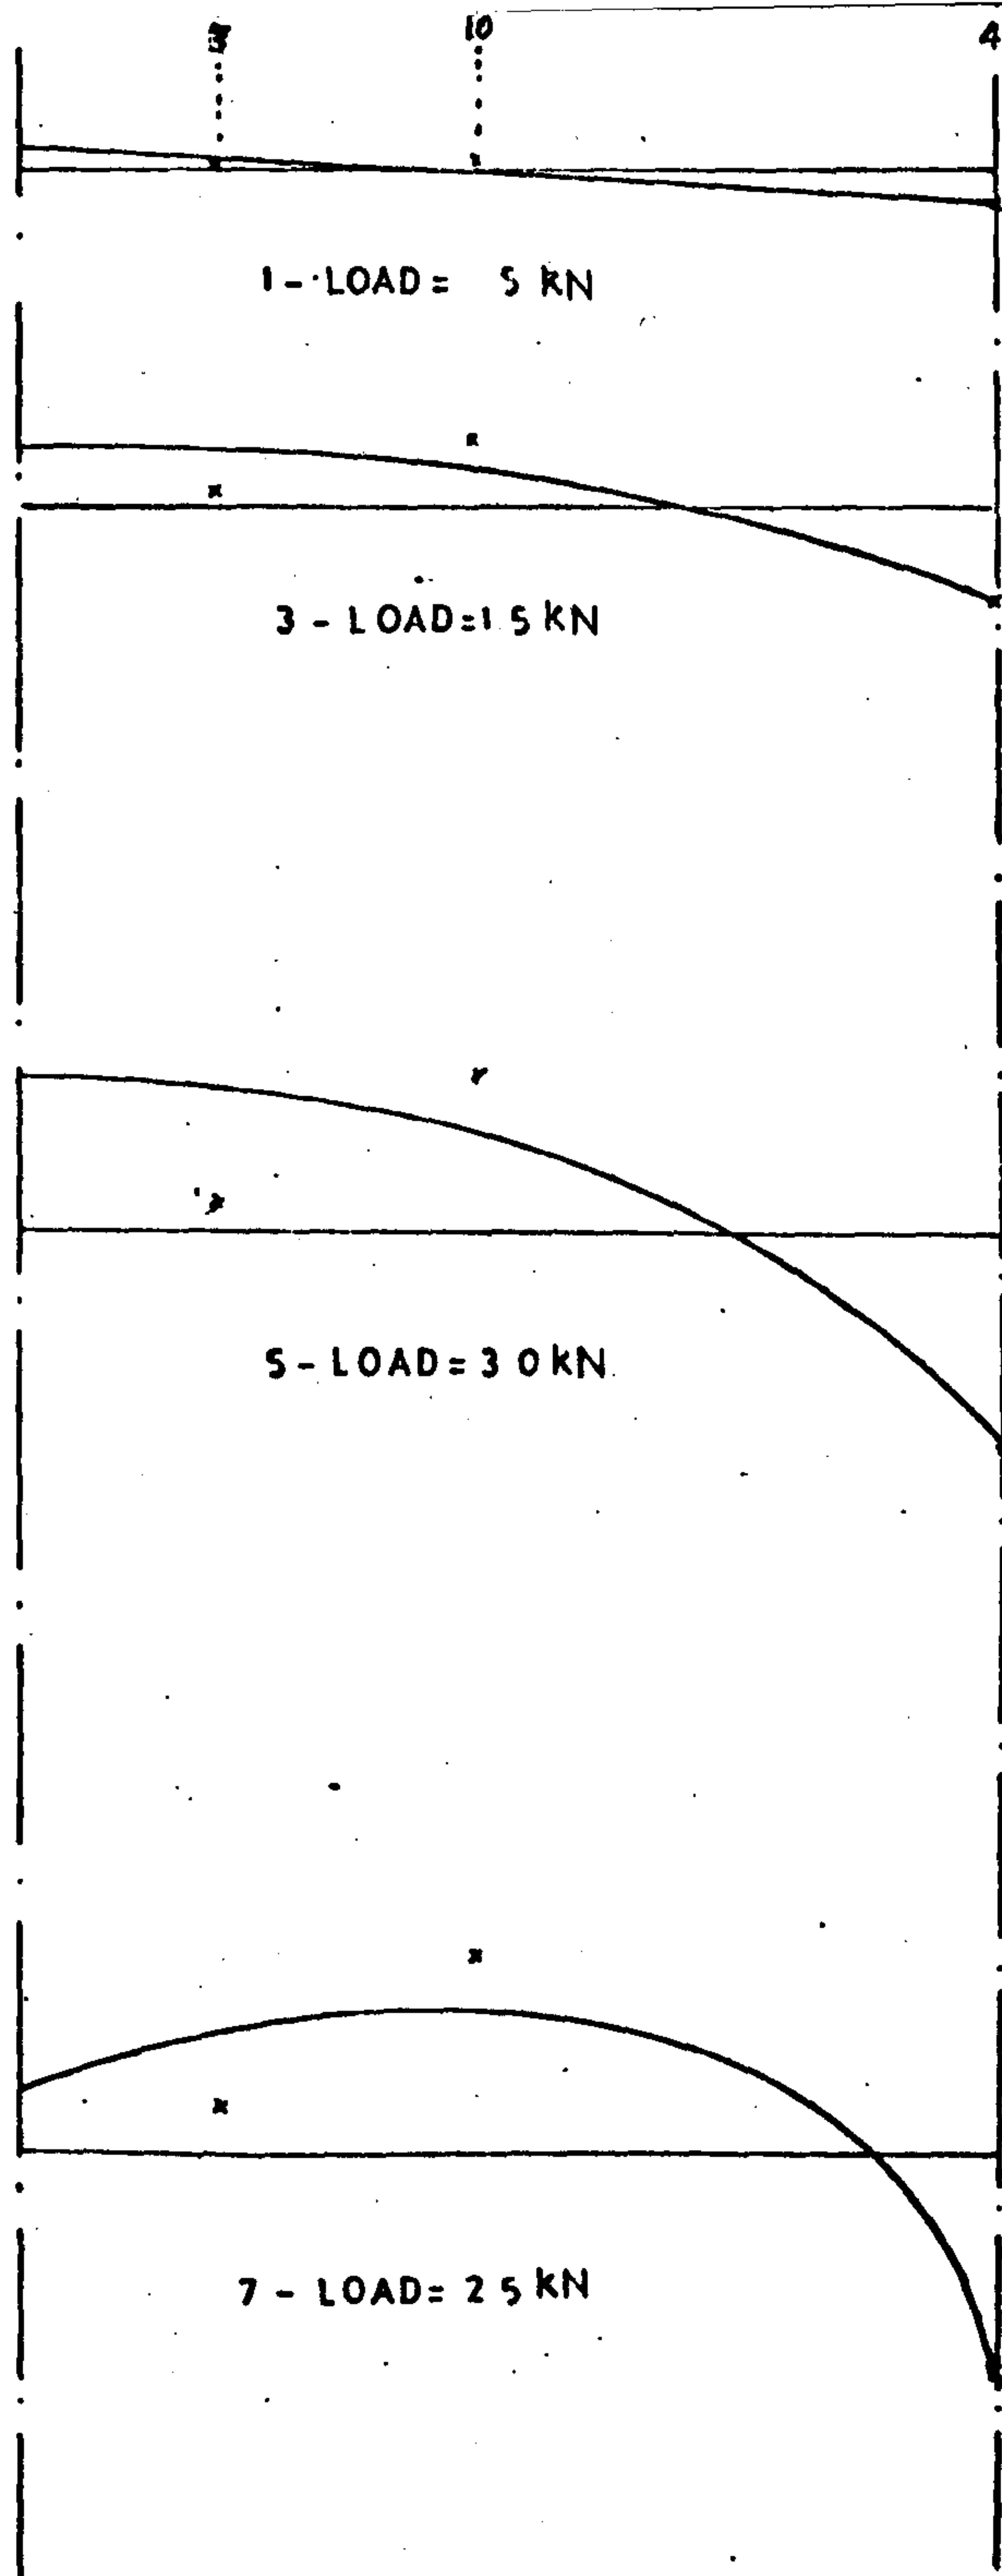 10 4
1 - LOAD = 5 KN
3 - LOAD = 1 5 KN
5 - LOAD = 3 0 KN
7 - LOAD = 2 5 KN